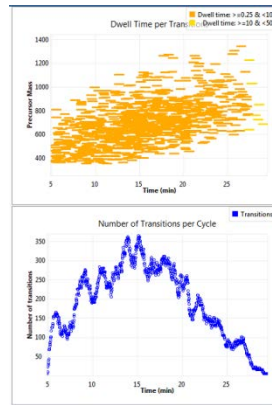 Dwell time: >=0.25 & <10
Dwell Time per Trans
Dwell time: >=10 & <50
Precursor Mass
1400
1200
1000
800
600
400
5 10 15 20 25
Time (min)
Number of Transitions per Cycle
Transitions
Number of transitions
350
300
250
200
150
100
50
5 10 15 20 25
Time (min)